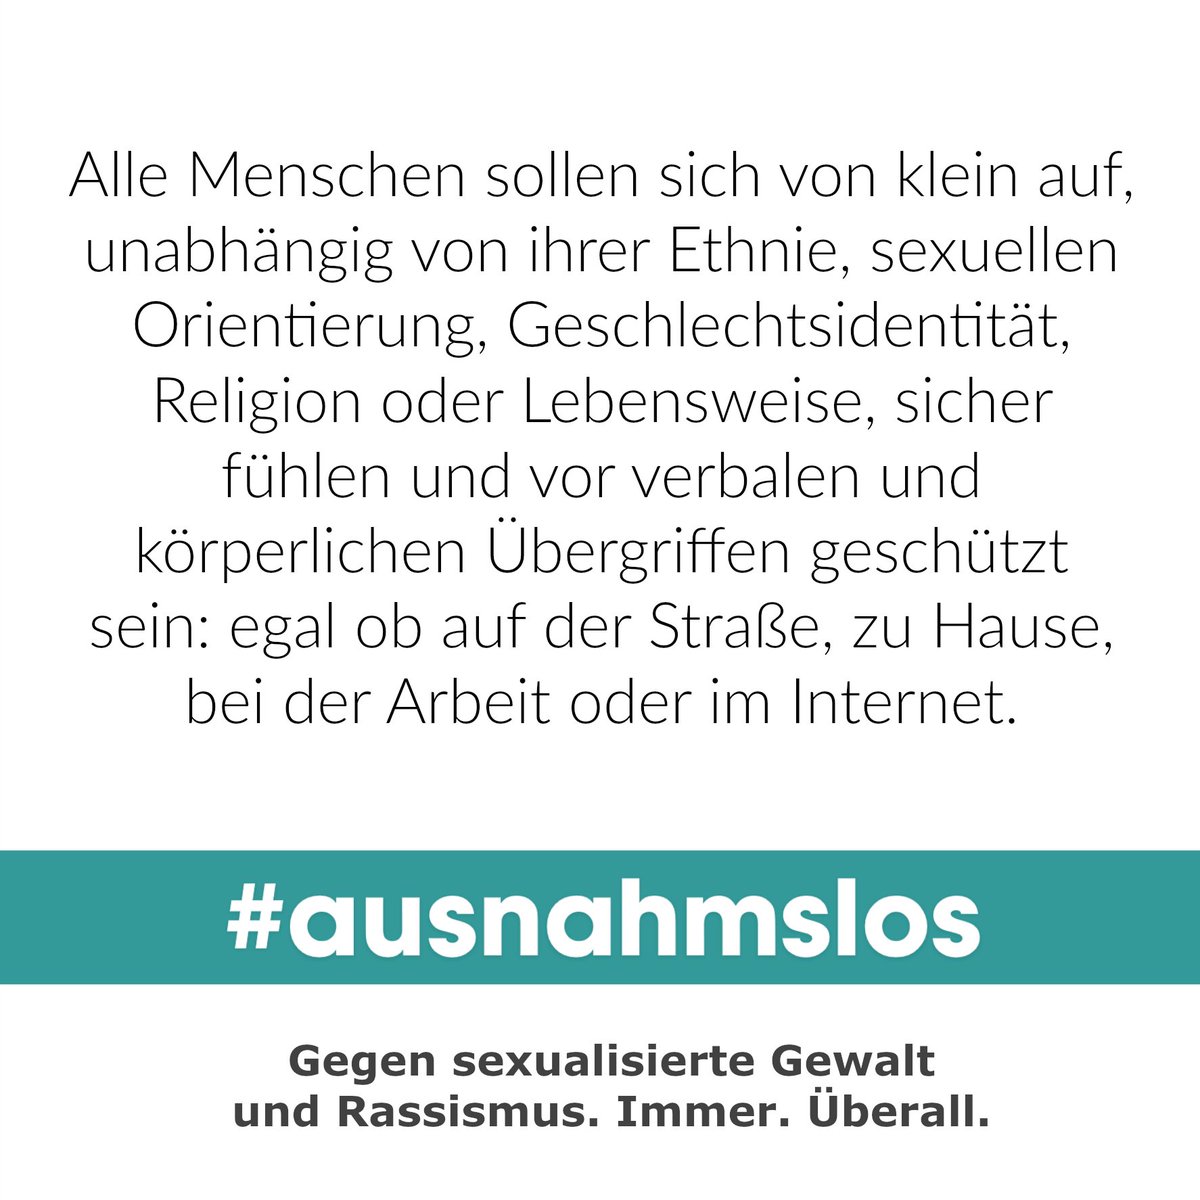 Alle Menschen sollen sich von klein auf,
unabhängig von ihrer Ethnie, sexuellen
Orientierung, Geschlechtsidentität,
Religion oder Lebensweise, sicher
fühlen und vor verbalen und
körperlichen Übergriffen geschützt
sein: egal ob auf der Straße, zu Hause,
bei der Arbeit oder im Internet.
#ausnahmslos
Gegen sexualisierte Gewalt
und Rassismus. Immer. Überall.